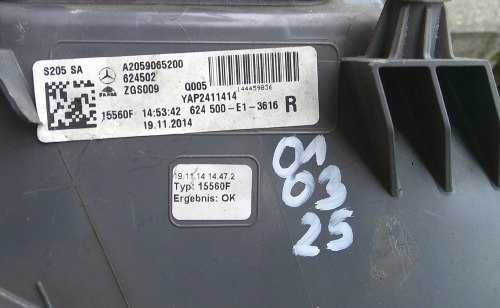 S205 SA
A2059065200
624502
ZGS009
Q005
L44459836
YAP2411414
15560F 14:53:42 624 500-E1-3616 R
19.11.2014
19.11.14 14.47.2
Typ: 15560F
Ergebnis: OK
01
03
25